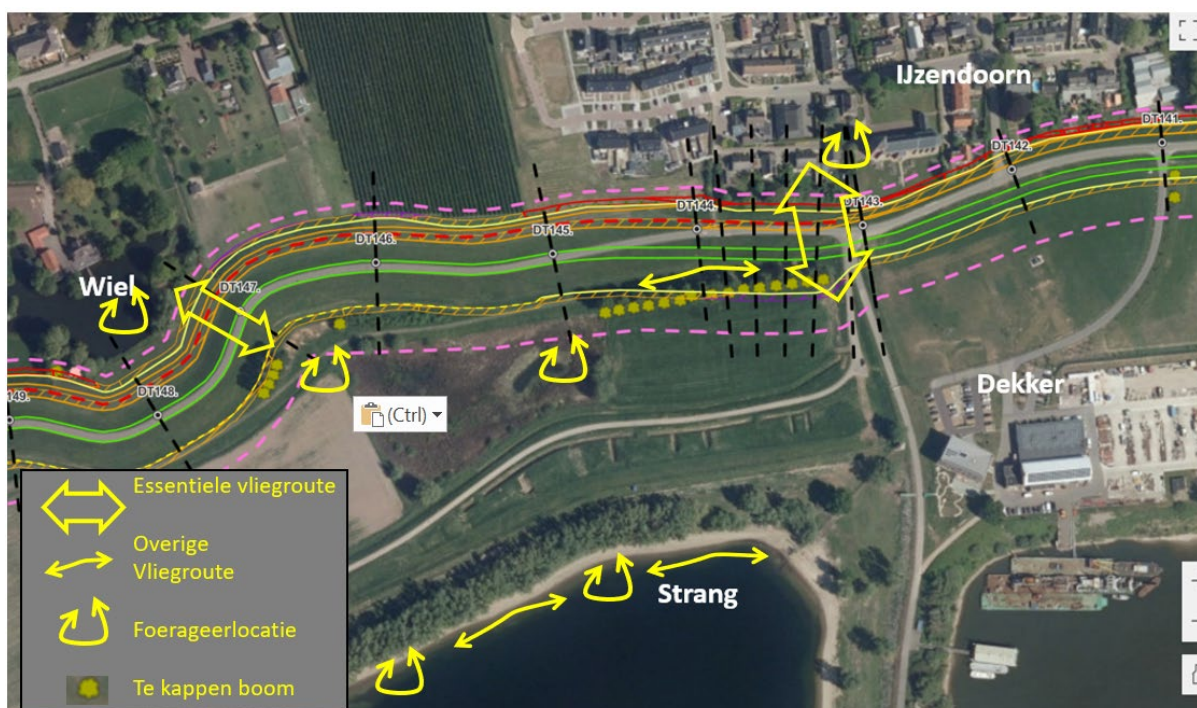 IJzendoorn
DT141.
DT142.
DT143.
DT144.
DT145.
DT146.
Wiel
DT147.
DT148.
149.
Dekker
(Ctrl)
Strang
Essentiele vliegroute
Overige
Vliegroute
Foerageerlocatie
Te kappen boom